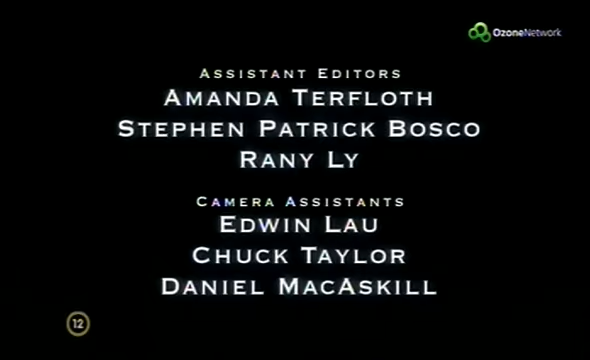 OzoneNetwork
ASSISTANT EDITORS
AMANDA TERFLOTH
STEPHEN PATRICK BOSCO
RANY LY
CAMERA ASSISTANTS
EDWIN LAU
CHUCK TAYLOR
DANIEL MACASKILL
12